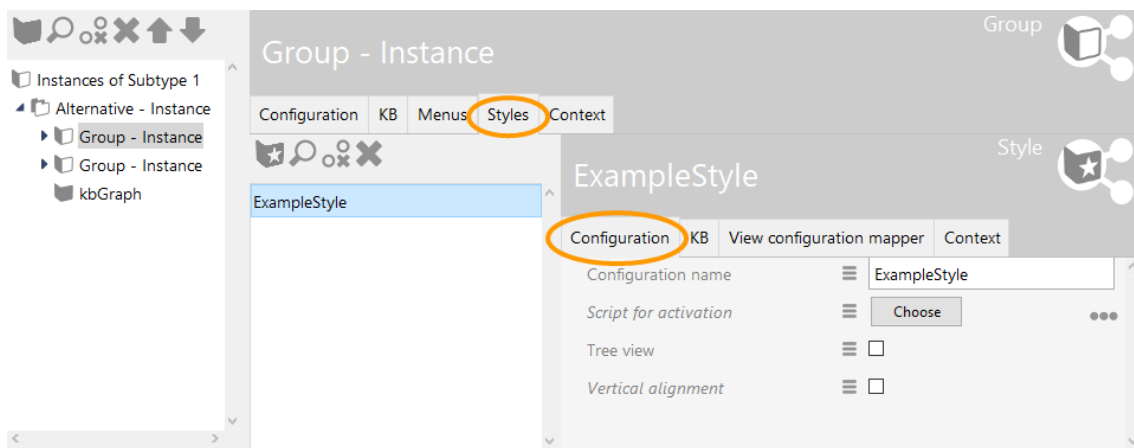 Group
Group - Instance
Instances of Subtype 1
Alternative - Instance
Group - Instance
Group - Instance
kbGraph
Configuration KB Menus Styles Context
ExampleStyle
Style
ExampleStyle
Configuration KB View configuration mapper Context
Configuration name ExampleStyle
Script for activation Choose
Tree view
Vertical alignment